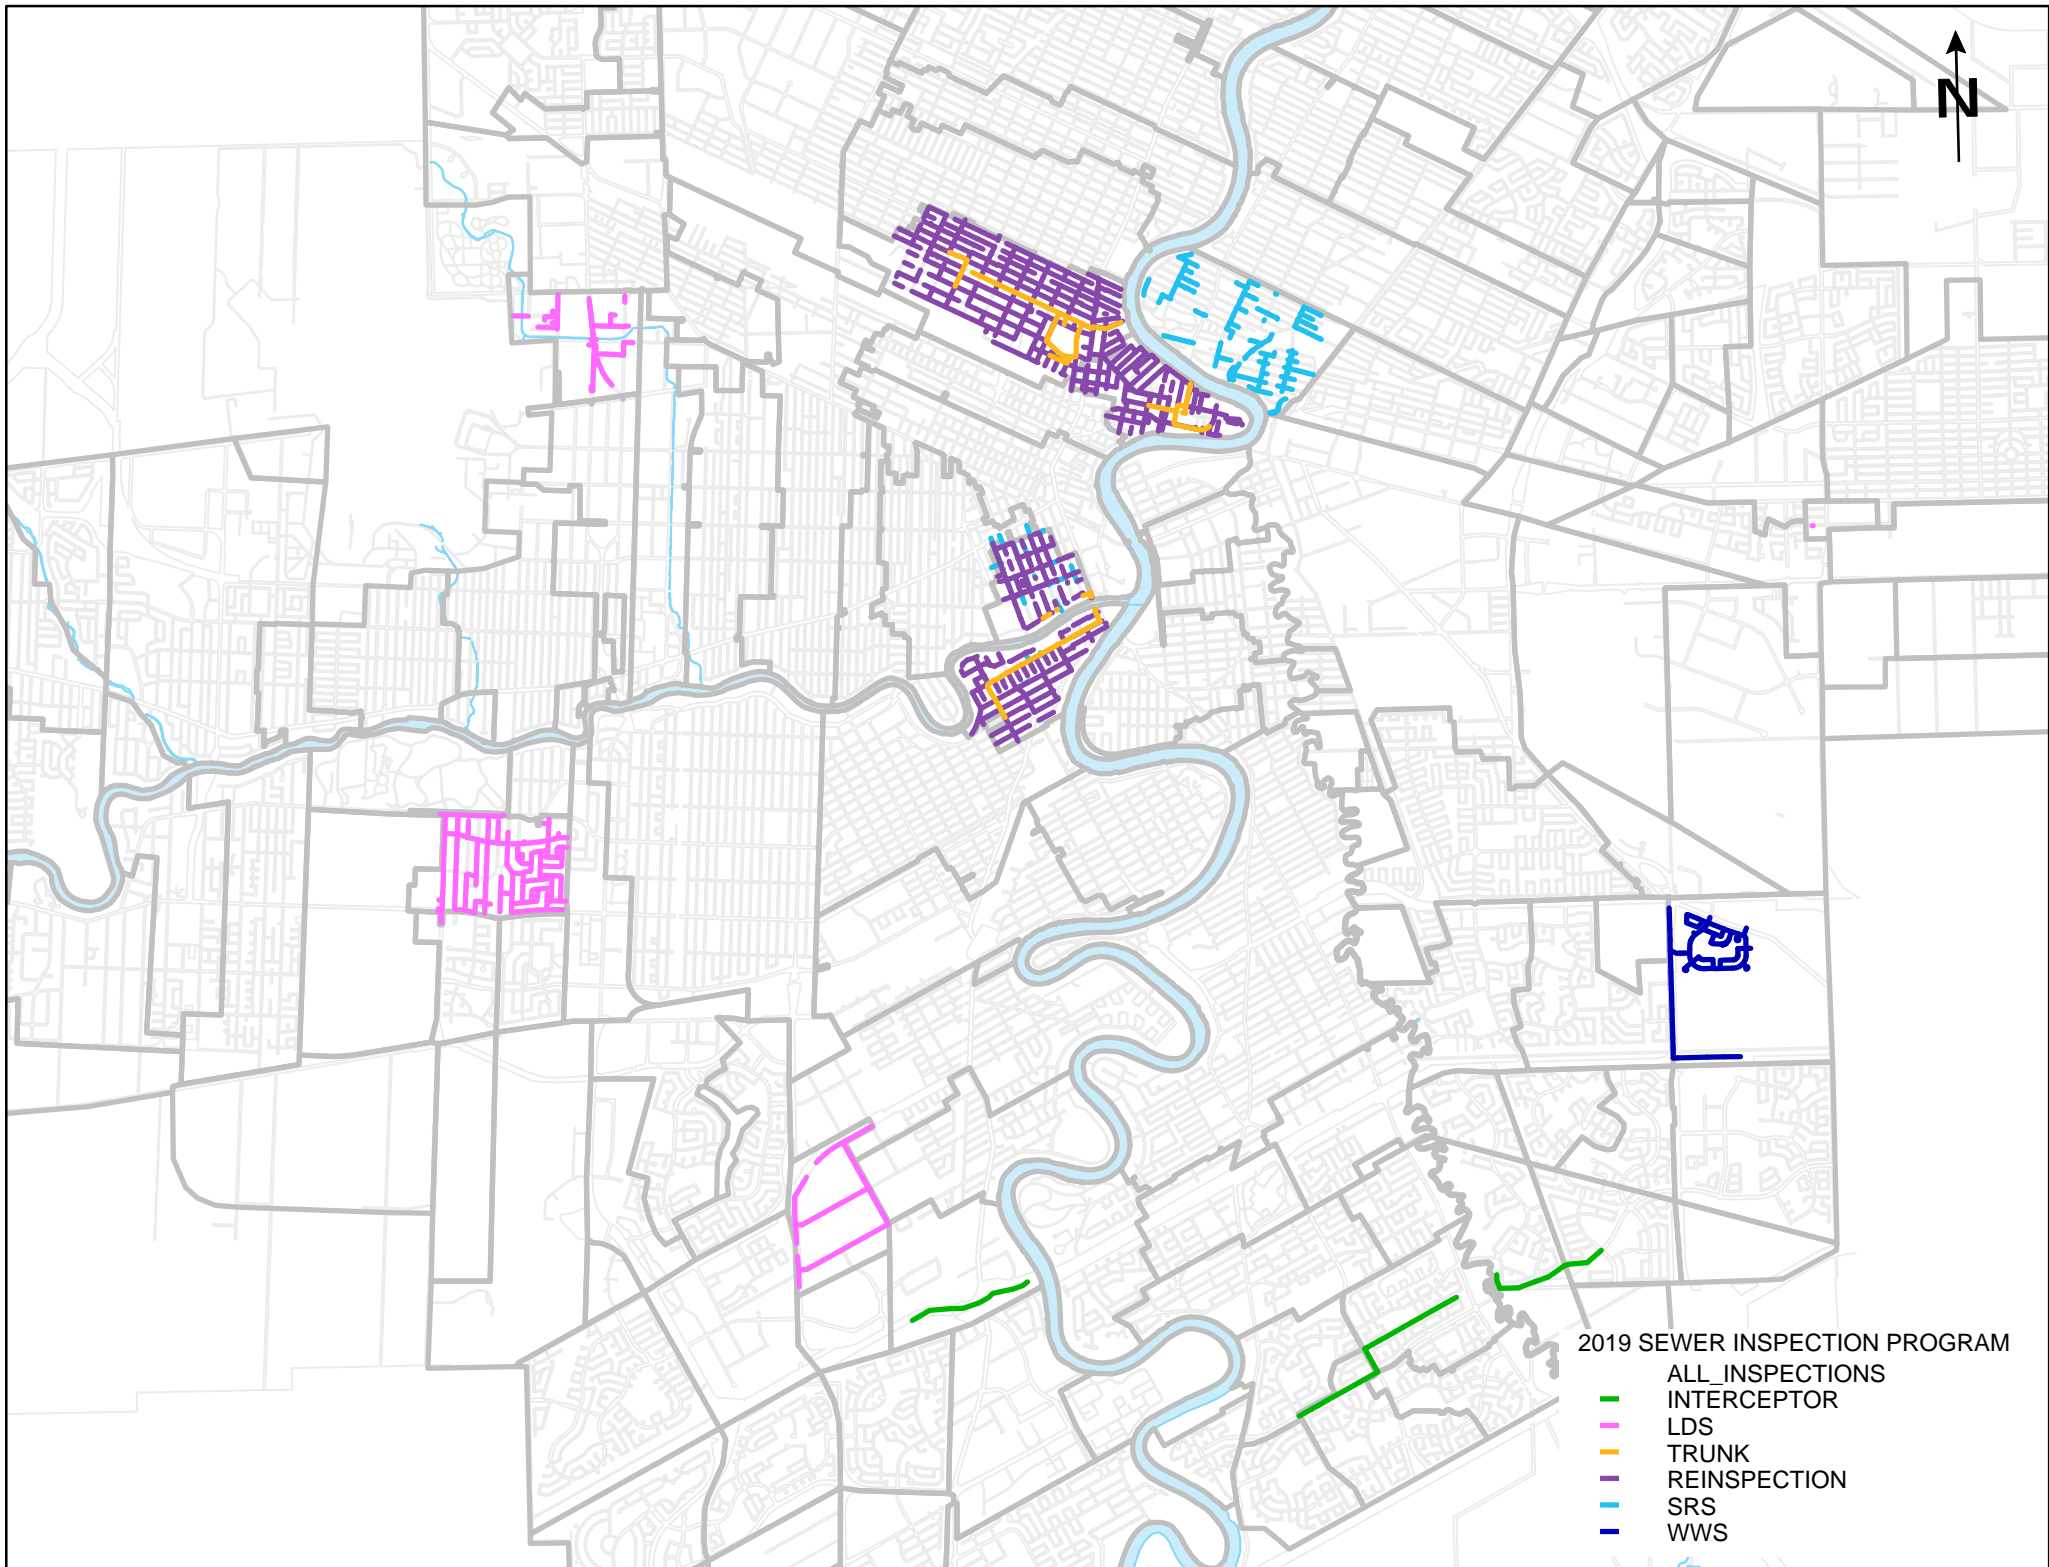 N
2019 SEWER INSPECTION PROGRAM
ALL_INSPECTIONS
INTERCEPTOR
LDS
TRUNK
REINSPECTION
SRS
WWS